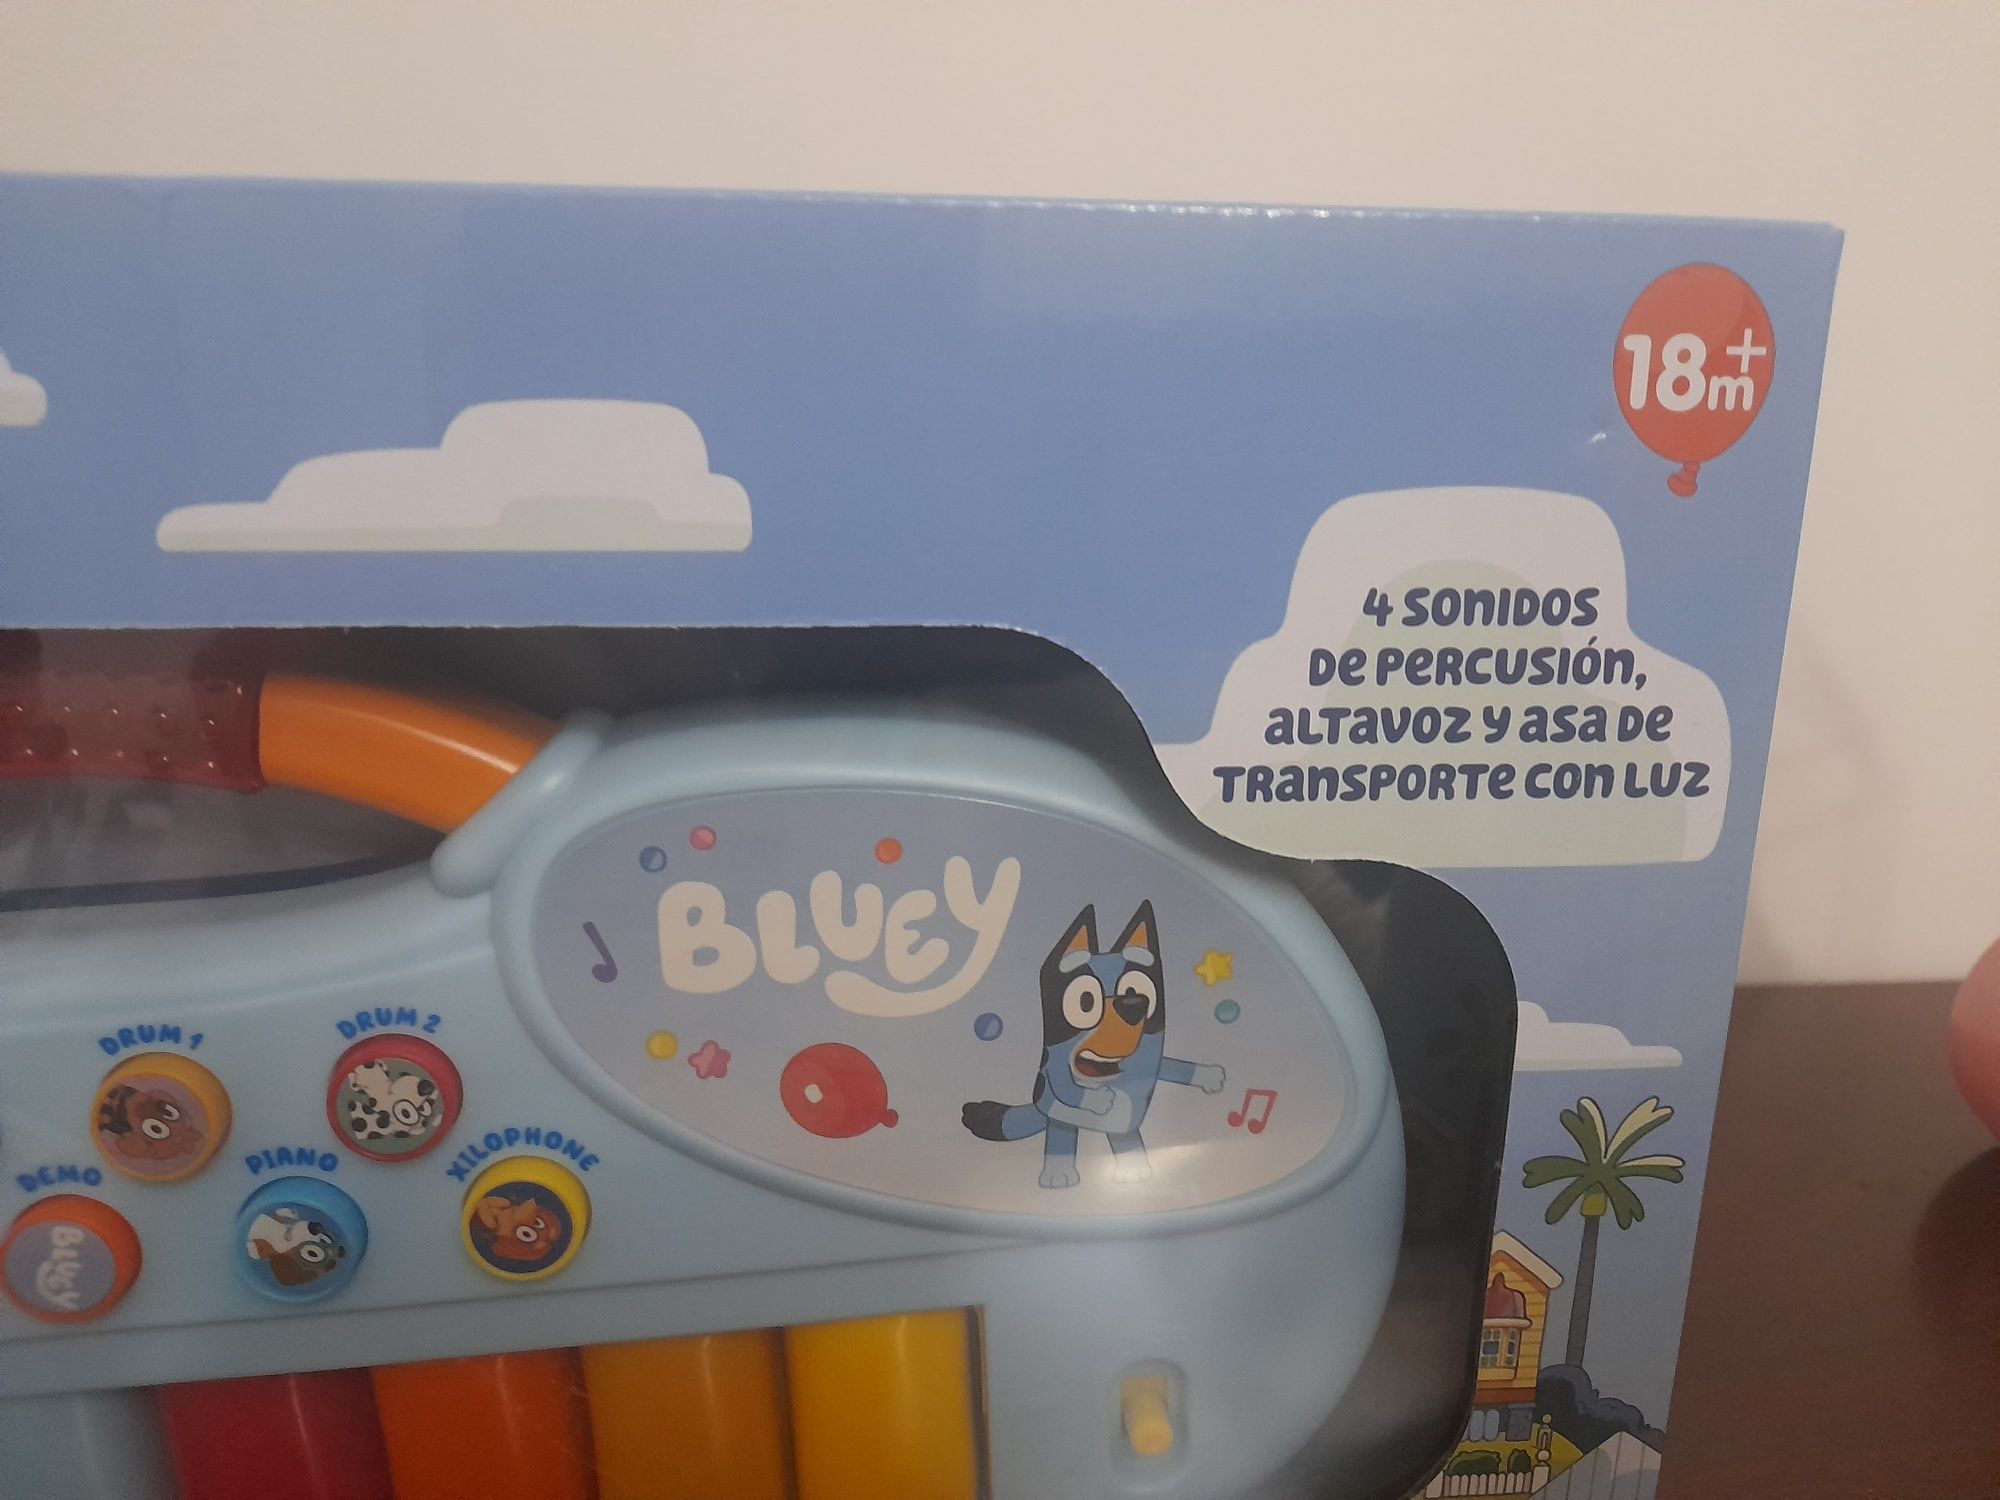 18m+
4 SONIDOS
DE PERCUSIÓN,
ALTAVOZ Y ASA DE
TRANSPORTE CON LUZ
BLUEY
DRUM 1
DRUM 2
DEMO
PIANO
XILOPHONE
BLUEY